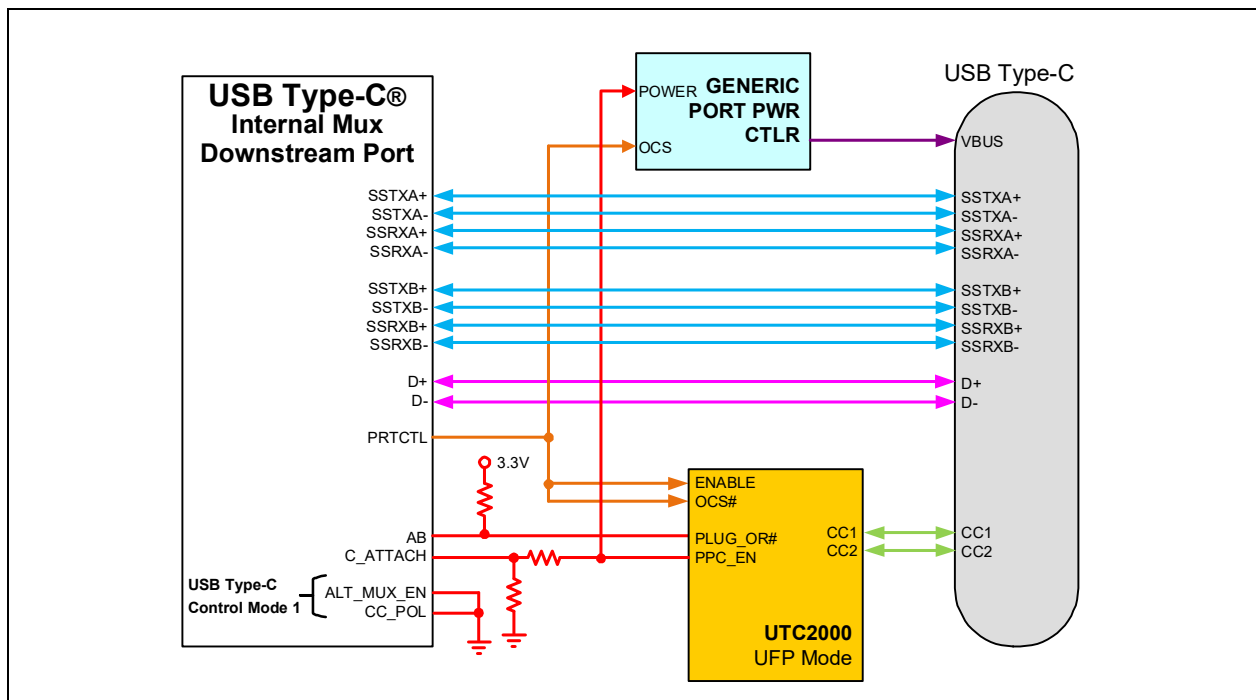 USB Type-C®
Internal Mux
Downstream Port
SSTXA+
SSTXA-
SSRXA+
SSRXA-
SSTXB+
SSTXB-
SSRXB+
SSRXB-
D+
D-
PRTCTL
AB
C_ATTACH
ALT_MUX_EN
CC_POL
USB Type-C
Control Mode 1
3.3V
POWER
OCS
GENERIC
PORT PWR
CTLR
ENABLE
OCS#
PLUG_OR#
PPC_EN
CC1
CC2
UTC2000
UFP Mode
USB Type-C
VBUS
SSTXA+
SSTXA-
SSRXA+
SSRXA-
SSTXB+
SSTXB-
SSRXB+
SSRXB-
D+
D-
CC1
CC2